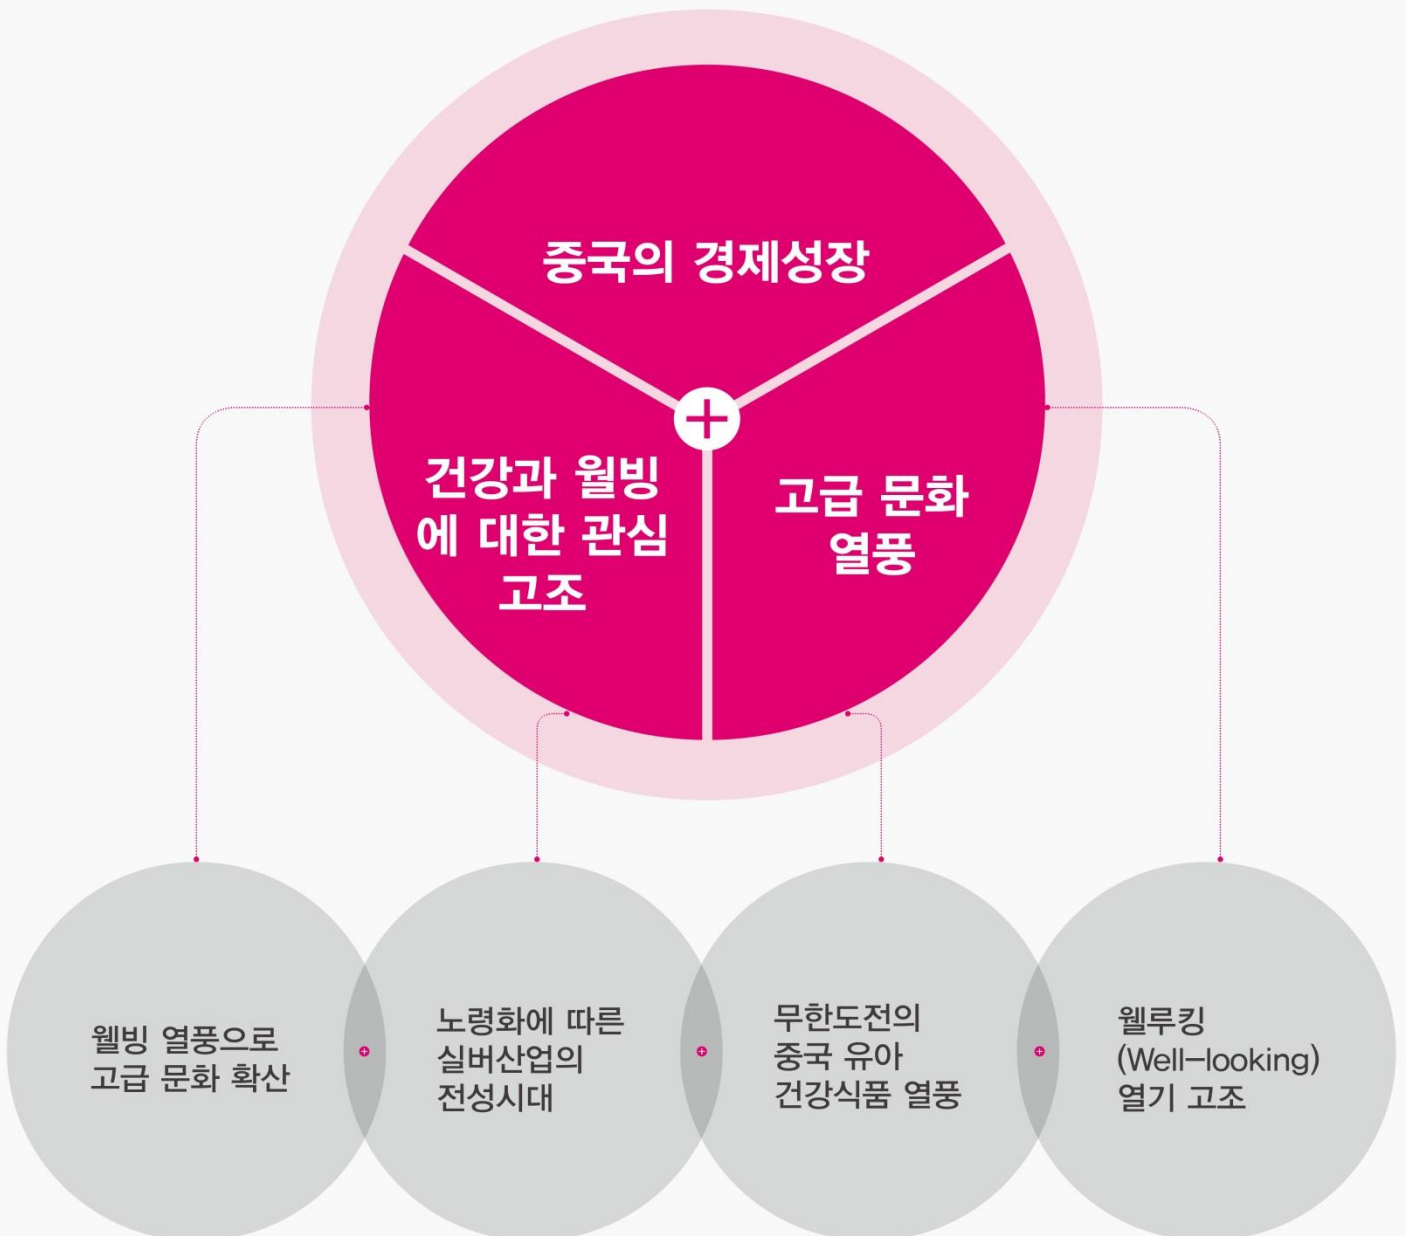 중국의 경제성장
건강과 월빙
에 대한 관심
고조
고급 문화
열풍
웰빙 열풍으로
고급 문화 확산
노령화에 따른
실버산업의
전성시대
무한도전의
중국 유아
건강식품 열풍
웰루킹
(Well-looking)
열기 고조